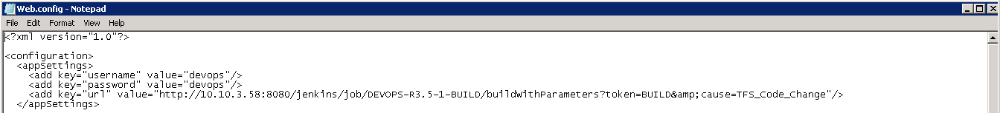 Web.config - Notepad
File Edit Format View Help
<?xml version="1.0"?>
<configuration>
<appSettings>
<add key="username" value="devops"/>
<add key="password" value="devops"/>
<add key="url" value="http://10.10.3.58:8080/jenkins/job/DEVOPS-R3.5-1-BUILD/buildWithParameters?token=BUILD&amp;cause=TFS_Code_Change"/>
</appSettings>